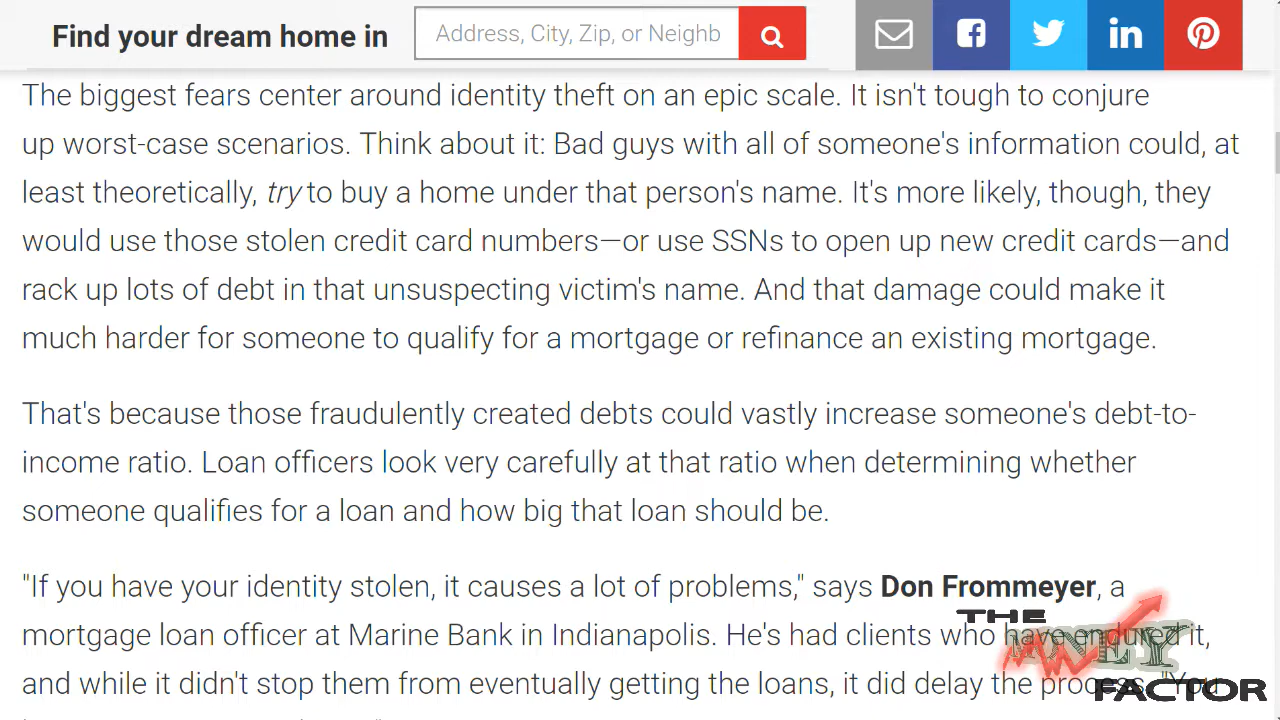 Find your dream home in
Address, City, Zip, or Neighb
The biggest fears center around identity theft on an epic scale. It isn't tough to conjure
up worst-case scenarios. Think about it: Bad guys with all of someone's information could, at
least theoretically, try to buy a home under that person's name. It's more likely, though, they
would use those stolen credit card numbers—or use SSNs to open up new credit cards—and
rack up lots of debt in that unsuspecting victim's name. And that damage could make it
much harder for someone to qualify for a mortgage or refinance an existing mortgage.
That's because those fraudulently created debts could vastly increase someone's debt-to-
income ratio. Loan officers look very carefully at that ratio when determining whether
someone qualifies for a loan and how big that loan should be.
"If you have your identity stolen, it causes a lot of problems," says Don Frommeyer, a
mortgage loan officer at Marine Bank in Indianapolis. He's had clients who have endured it,
and while it didn't stop them from eventually getting the loans, it did delay the process. "You
THE
MONEY
FACTOR